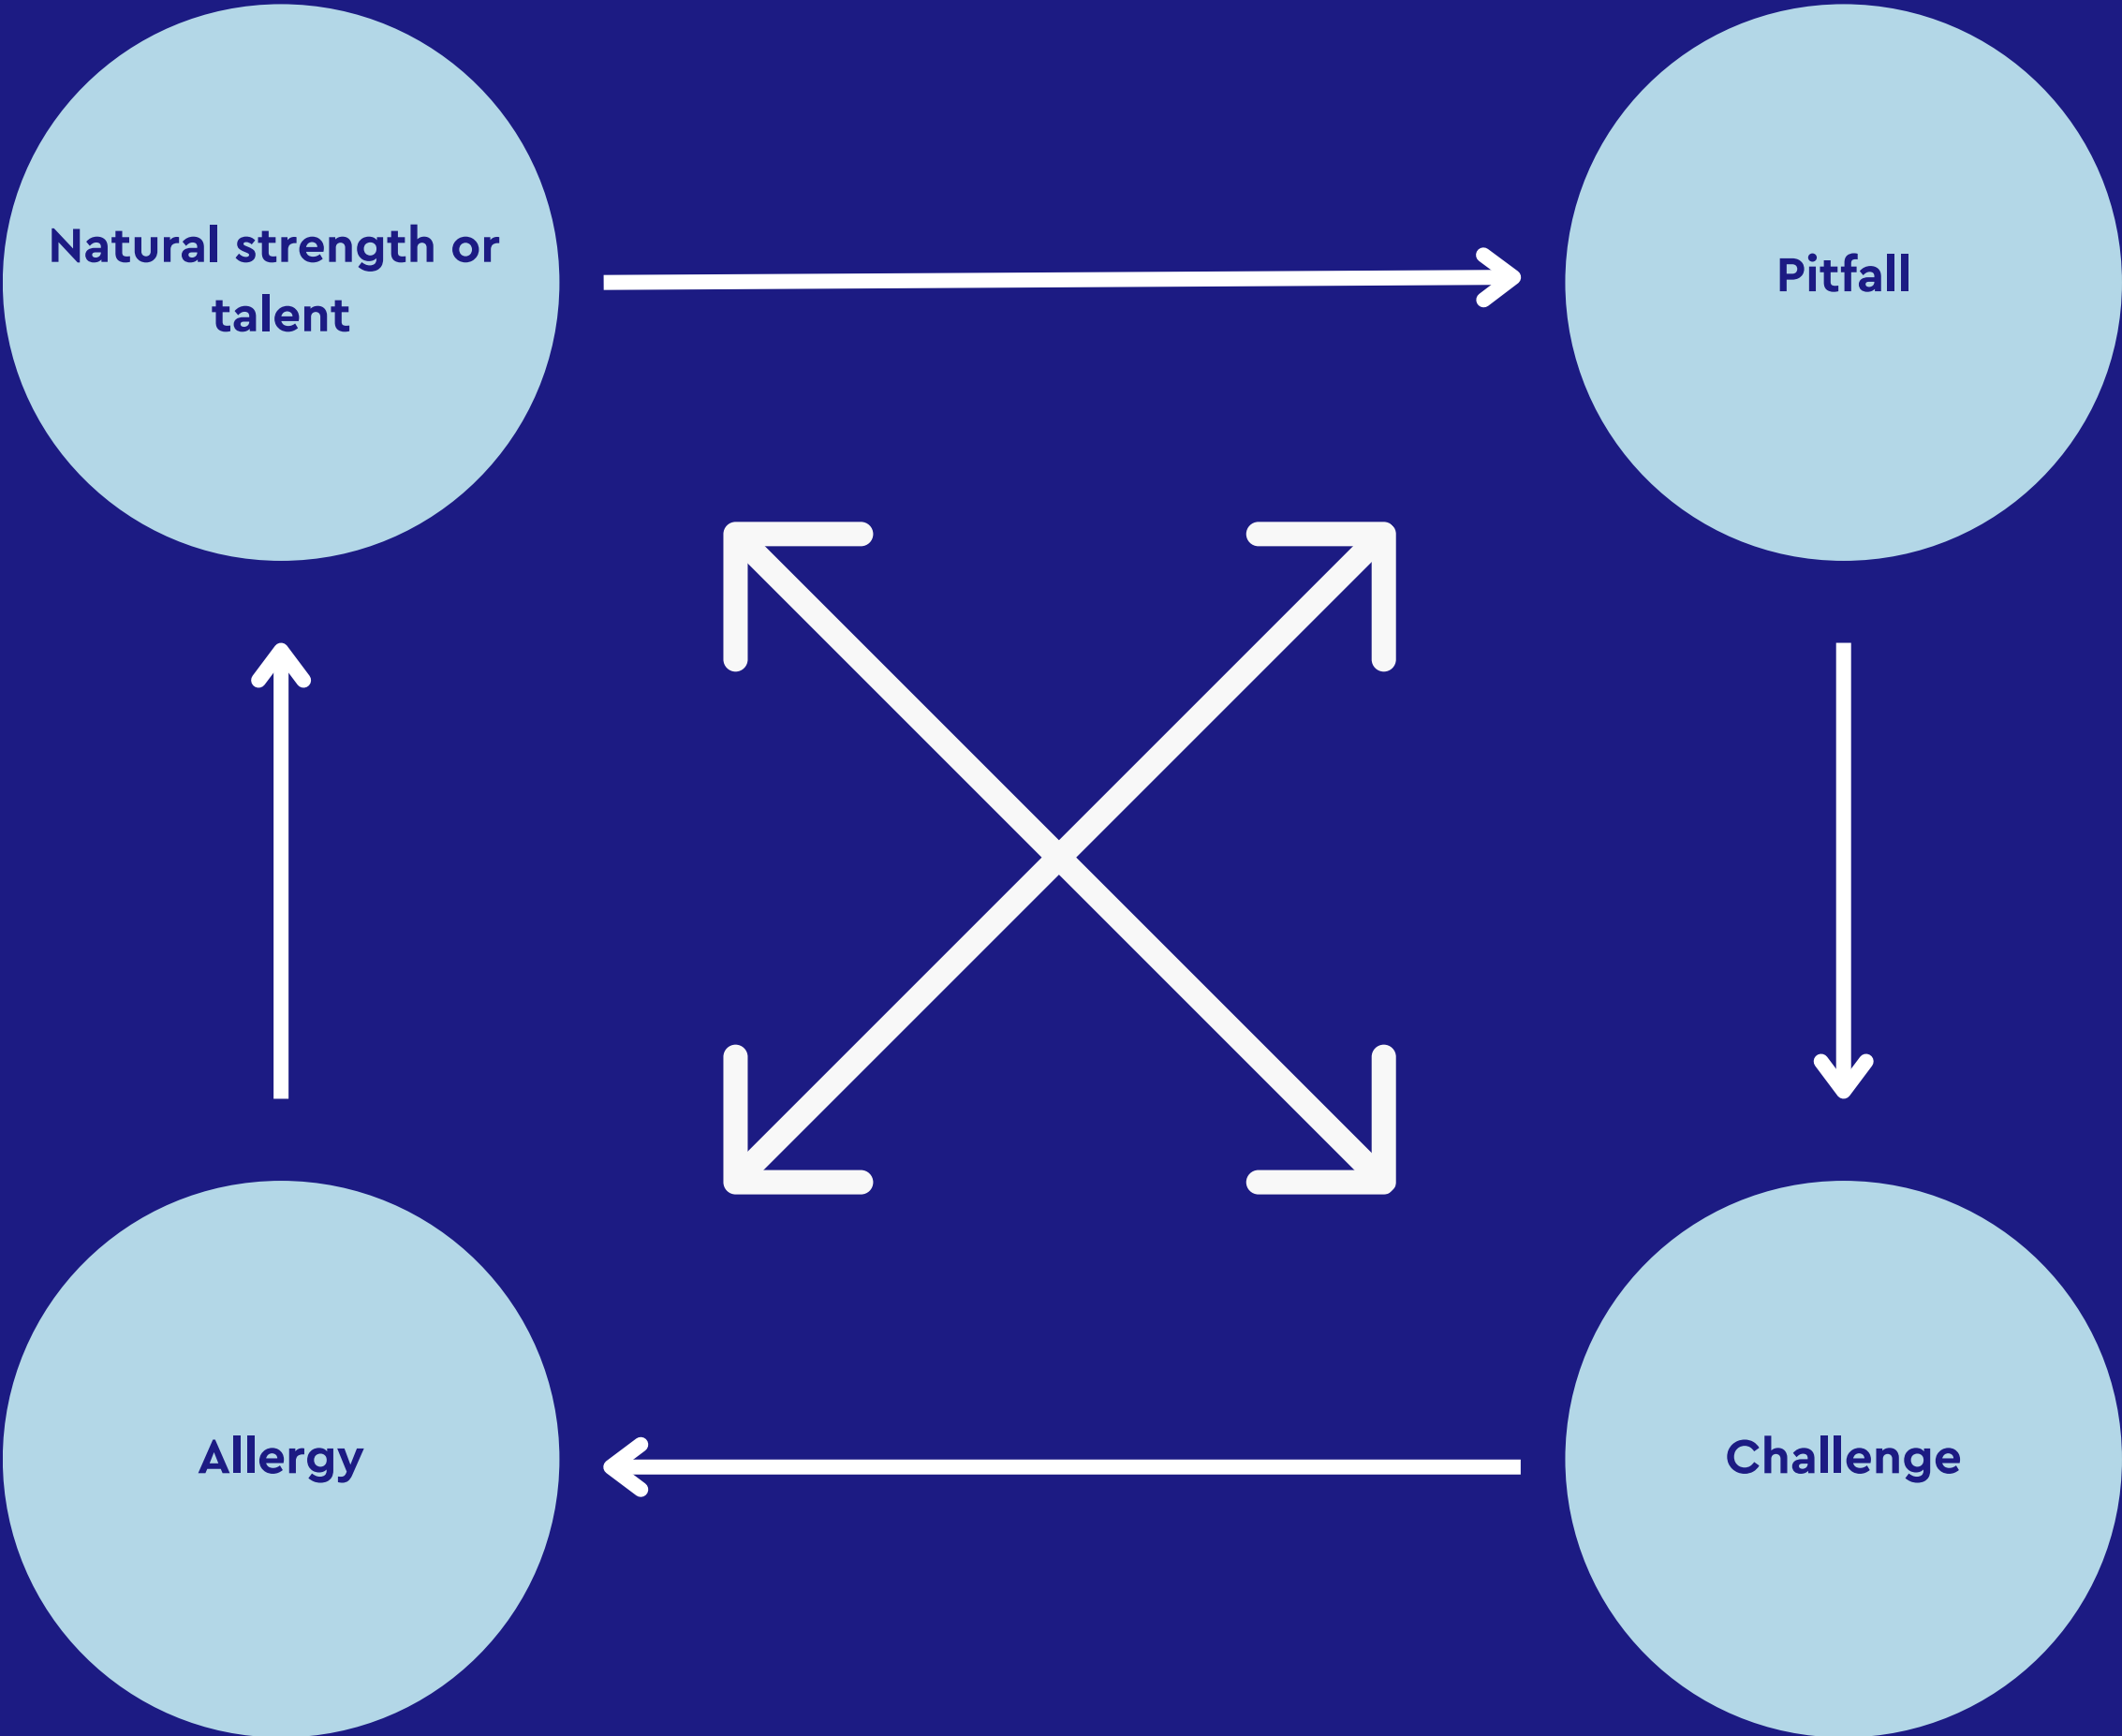 Natural strength or
talent
Pitfall
Allergy
Challenge